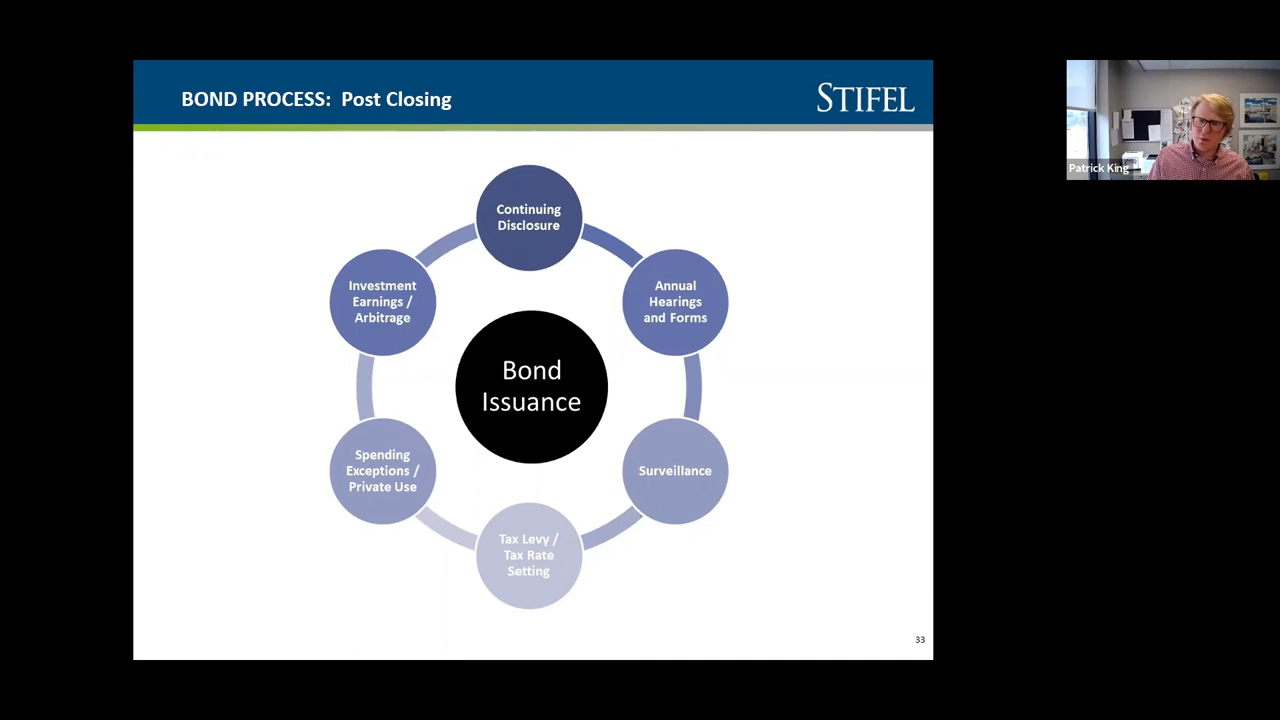 BOND PROCESS: Post Closing
STIFEL
Patrick King
Continuing
Disclosure
Investment
Earnings /
Arbitrage
Annual
Hearings
and Forms
Bond
Issuance
Spending
Exceptions /
Private Use
Surveillance
Tax Levy /
Tax Rate
Setting
33